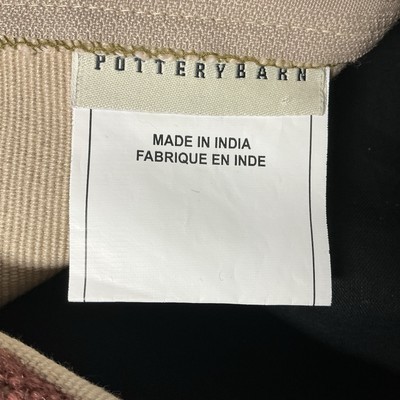 POTTERYBARN
MADE IN INDIA
FABRIQUE EN INDE